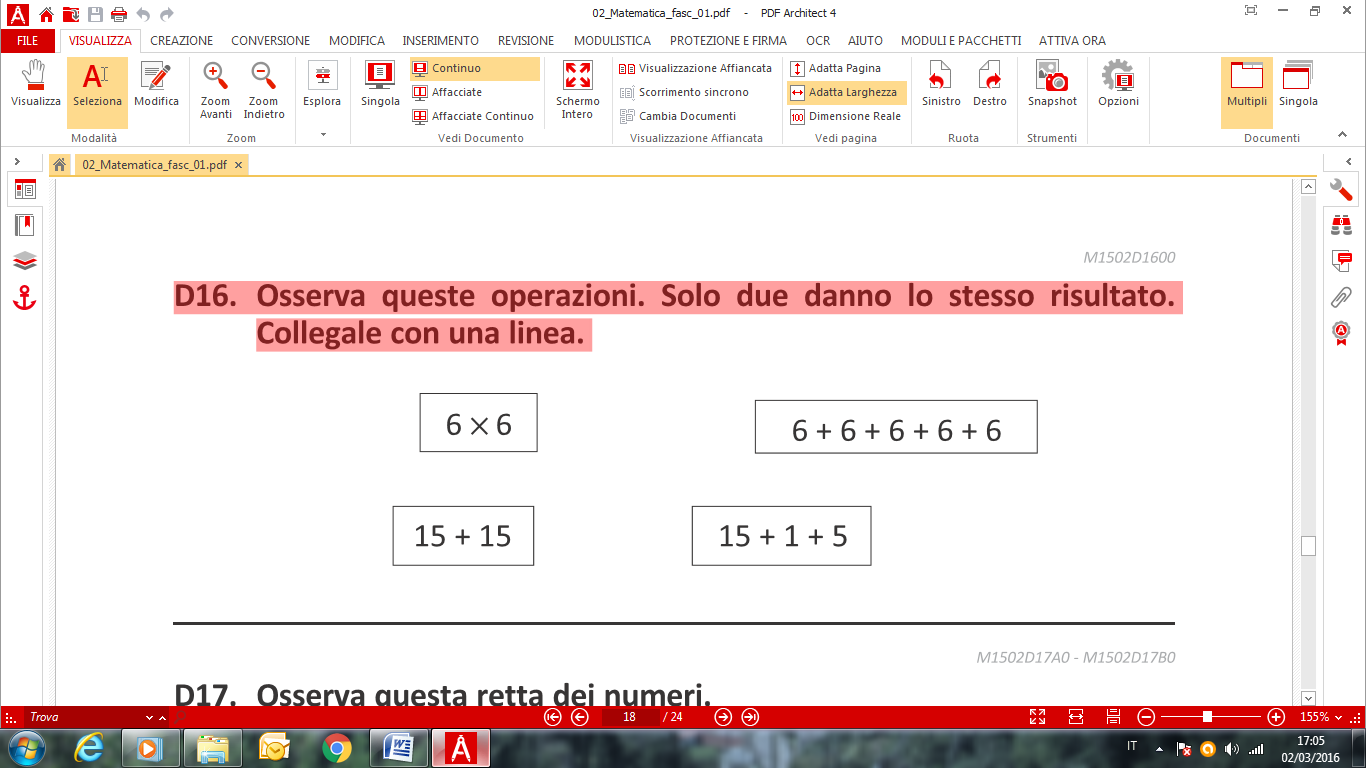 02_Matematica_fasc_01.pdf - PDF Architect 4
FILE VISUALIZZA CREAZIONE CONVERSIONE MODIFICA INSERIMENTO REVISIONE MODULISTICA PROTEZIONE E FIRMA OCR AIUTO MODULI E PACCHETTI ATTIVA ORA
Visualizza Seleziona Modifica
Modalità
Zoom Avanti
Zoom Indietro
Zoom
Esplora
Singola
Continuo
Affacciate
Affacciate Continuo
Vedi Documento
Schermo Intero
Visualizzazione Affiancata
Scorrimento sincrono
Cambia Documenti
Visualizzazione Affiancata
Adatta Pagina
Adatta Larghezza
100 Dimensione Reale
Vedi pagina
Sinistro Destro
Ruota
Snapshot
Strumenti
Opzioni
Multipli Singola
Documenti
02_Matematica_fasc_01.pdf ×
M1502D1600
D16. Osserva queste operazioni. Solo due danno lo stesso risultato.
Collegale con una linea.
6 × 6
6 + 6 + 6 + 6 + 6
15 + 15
15 + 1 + 5
M1502D17A0 - M1502D17B0
D17. Osserva questa retta dei numeri.
Trova
18 / 24
155%
IT
17:05
02/03/2016